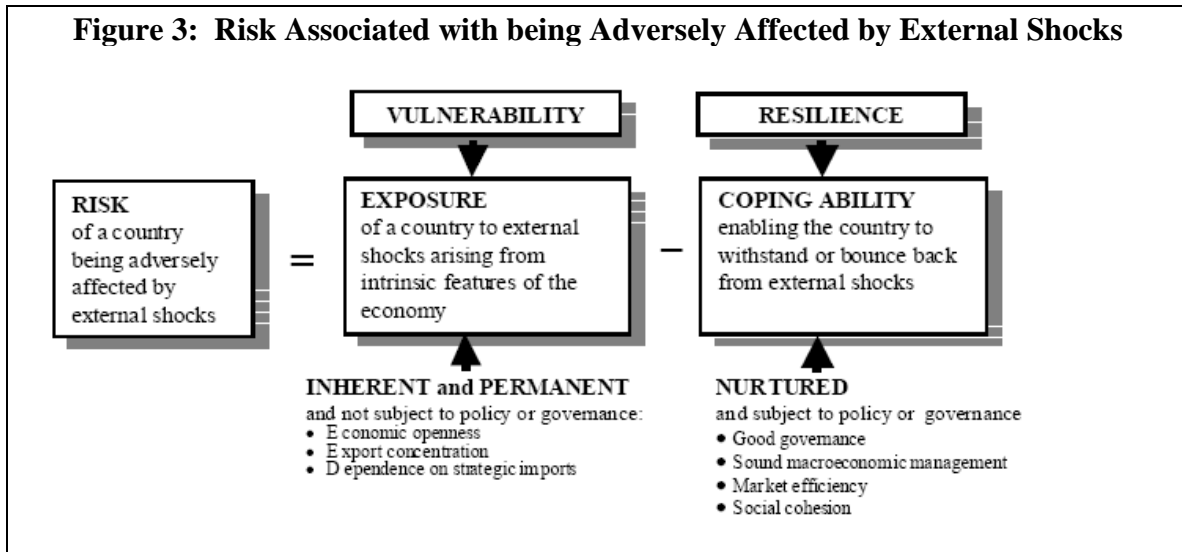 Figure 3: Risk Associated with being Adversely Affected by External Shocks
VULNERABILITY
RESILIENCE
RISK
of a country
being adversely
affected by
external shocks
=
EXPOSURE
of a country to external
shocks arising from
intrinsic features of the
economy
–
COPING ABILITY
enabling the country to
withstand or bounce back
from external shocks
INHERENT and PERMANENT
and not subject to policy or governance:
• E conomic openness
• E xport concentration
• D ependence on strategic imports
NURTURED
and subject to policy or governance
• Good governance
• Sound macroeconomic management
• Market efficiency
• Social cohesion